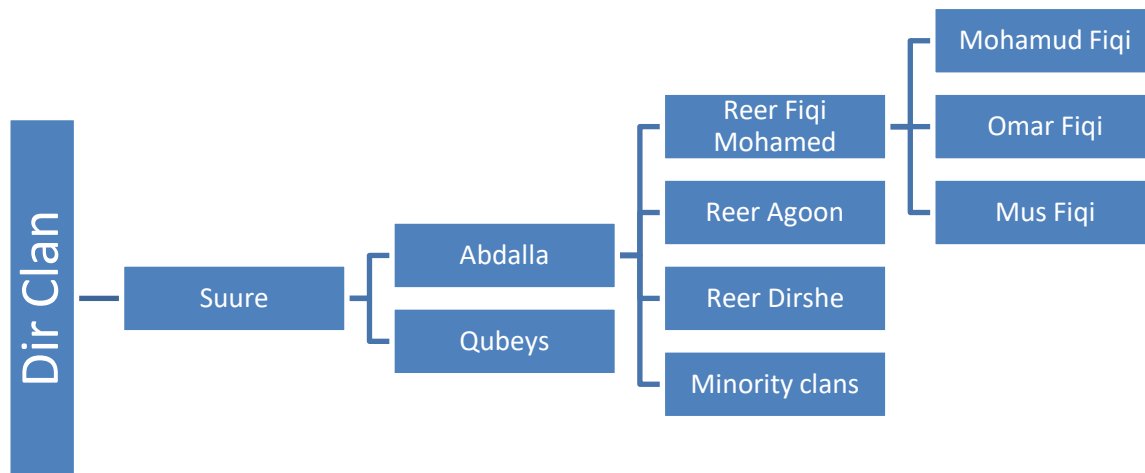 Dir Clan
Suure
Abdalla
Qubeys
Reer Fiqi
Mohamed
Reer Agoon
Reer Dirshe
Minority clans
Mohamud Fiqi
Omar Fiqi
Mus Fiqi